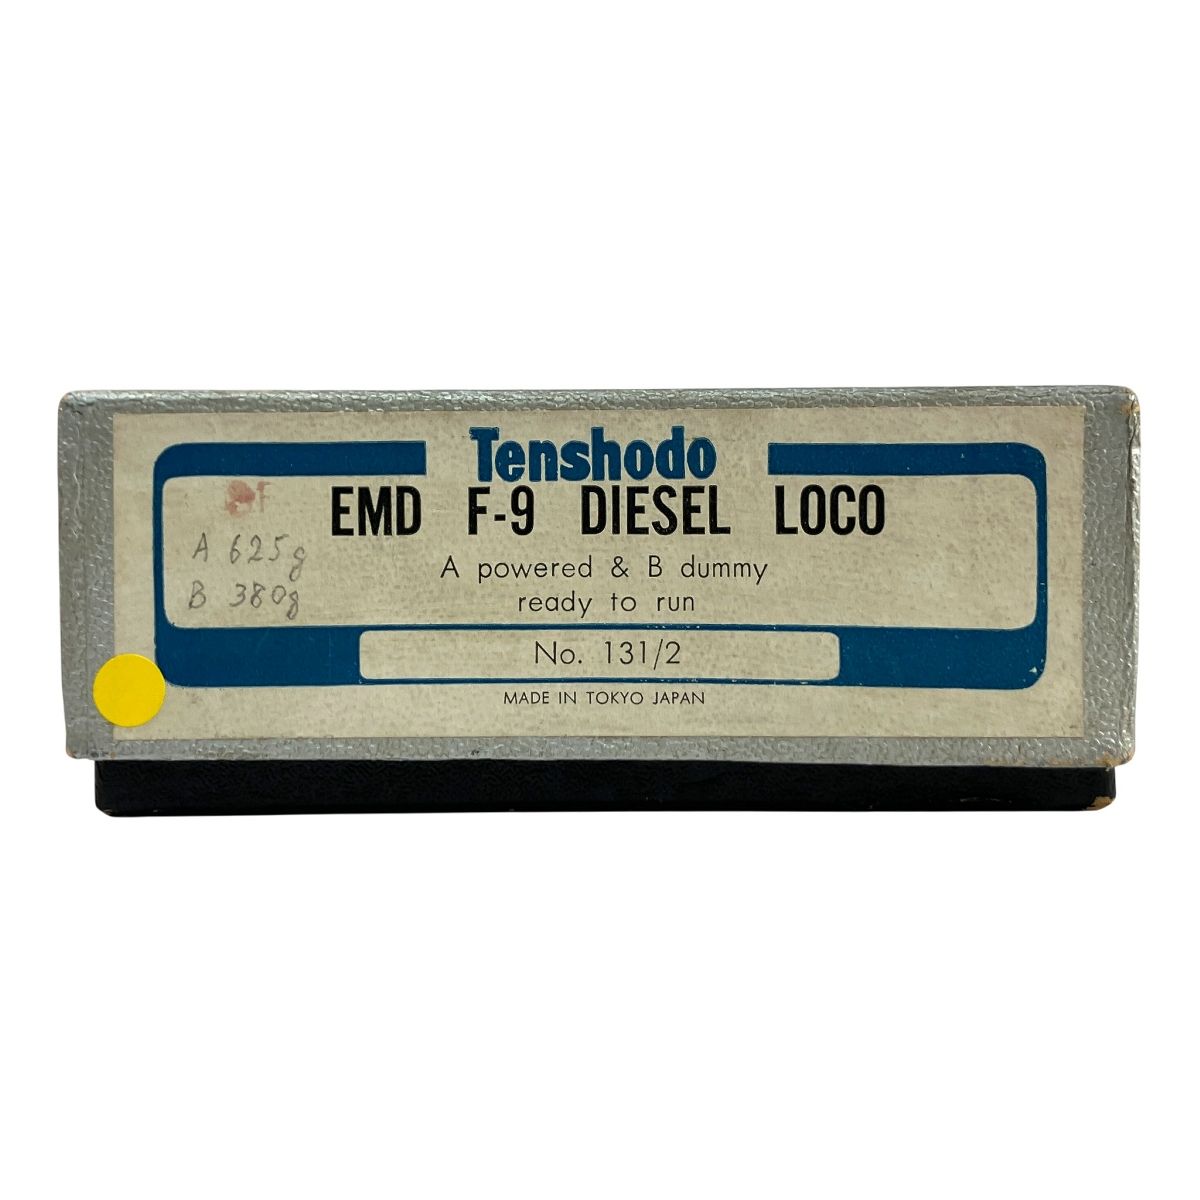 Tenshodo
EMD F-9 DIESEL LOCO
A 625g
B 380g
A powered & B dummy
ready to run
No. 131/2
MADE IN TOKYO JAPAN